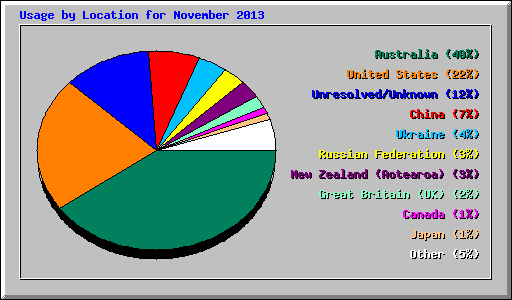 Usage by Location for November 2013
Australia (40%)
United States (22%)
Unresolved/Unknown (12%)
China (7%)
Ukraine (4%)
Russian Federation (3%)
New Zealand (Aotearoa) (3%)
Great Britain (UK) (2%)
Canada (1%)
Japan (1%)
Other (5%)